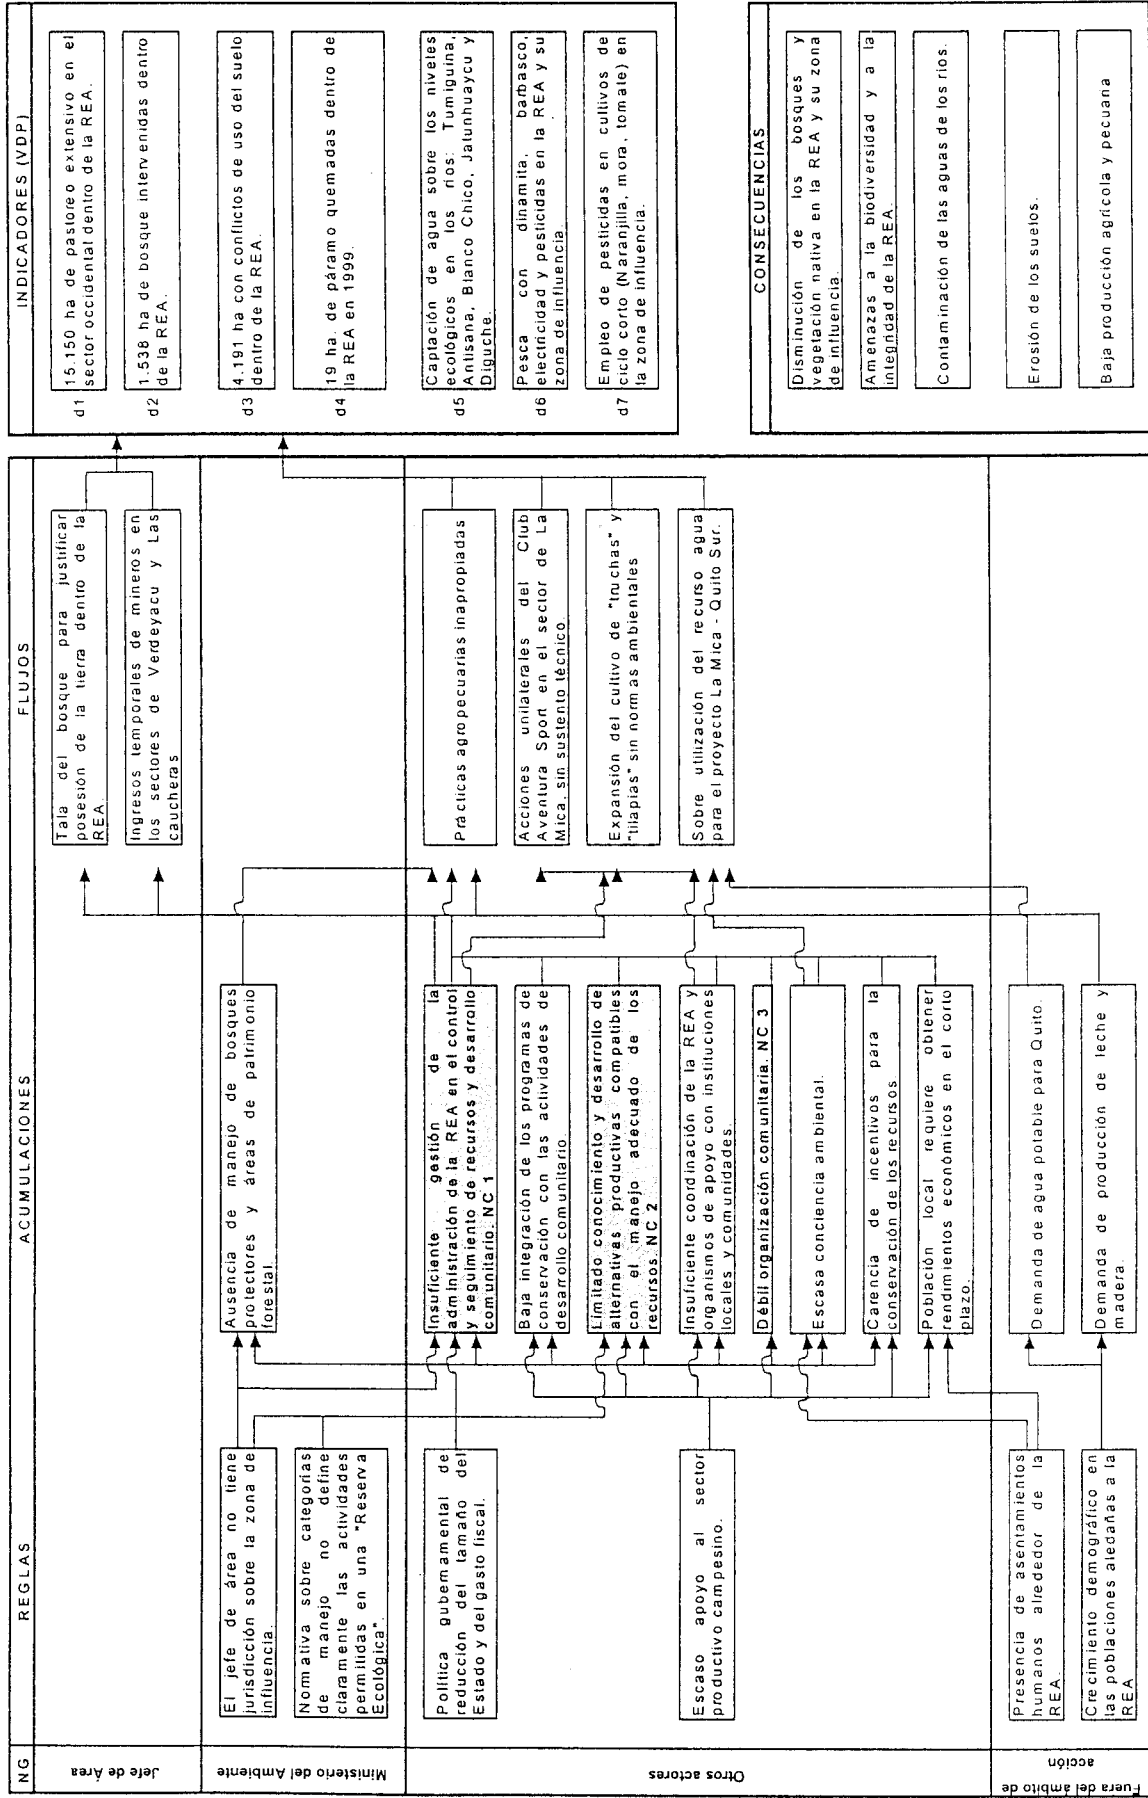 NG
REGLAS
ACUMULACIONES
FLUJOS
INDICADORES (VDP)
Jefe de Área
Tala del bosque para justificar
posesión de la tierra dentro de la
REA.
Ingresos temporales de mineros en
los sectores de Verdeyacu y Las
caucheras
Ministerio del Ambiente
El jefe de área no tiene
jurisdicción sobre la zona de
influencia.
Normativa sobre categorías
de manejo no define
claramente las actividades
permitidas en una "Reserva
Ecológica".
Ausencia de manejo de bosques
protectores y áreas de patrimonio
forestal.
Otros actores
Política gubernamental de
reducción del tamaño del
Estado y del gasto fiscal.
Escaso apoyo al sector
productivo campesino.
Insuficiente gestión de la
administración de la REA en el control
y seguimiento de recursos y desarrollo
comunitario. NC 1
Baja integración de los programas de
conservación con las actividades de
desarrollo comunitario
Limitado conocimiento y desarrollo de
alternativas productivas compatibles
con el manejo adecuado de los
recursos. NC 2
Insuficiente coordinación de la REA y
organismos de apoyo con instituciones
locales y comunidades.
Débil organización comunitaria. NC 3
Escasa conciencia ambiental.
Carencia de incentivos para la
conservación de los recursos
Población local requiere obtener
rendimientos económicos en el corto
plazo.
Prácticas agropecuarias inapropiadas
Acciones unilaterales del Club
Aventura Sport en el sector de La
Mica, sin sustento técnico.
Expansión del cultivo de "truchas" y
"tilapias" sin normas ambientales
Sobre utilización del recurso agua
para el proyecto La Mica - Quito Sur.
Fuera del ámbito de
acción
Presencia de asentamientos
humanos alrededor de la
REA.
Crecimiento demográfico en
las poblaciones aledañas a la
REA
Demanda de agua potable para Quito.
Demanda de producción de leche y
madera.
d1
15.150 ha de pastoreo extensivo en el
sector occidental dentro de la REA.
d2
1.538 ha de bosque intervenidas dentro
de la REA.
d3
4.191 ha con conflictos de uso del suelo
dentro de la REA.
d4
19 ha. de páramo quemadas dentro de
la REA en 1999
d5
Captación de agua sobre los niveles
ecológicos en los ríos: Tumiguina,
Antisana, Blanco Chico, Jatunhuaycu y
Diguche.
d6
Pesca con dinamita, barbasco,
electricidad y pesticidas en la REA y su
zona de influencia.
d7
Empleo de pesticidas en cultivos de
ciclo corto (Naranjilla, mora, tomate) en
la zona de influencia.
CONSECUENCIAS
Disminución de los bosques y
vegetación nativa en la REA y su zona
de influencia.
Amenazas a la biodiversidad y a la
integridad de la REA.
Contaminación de las aguas de los ríos.
Erosión de los suelos.
Baja producción agrícola y pecuaria